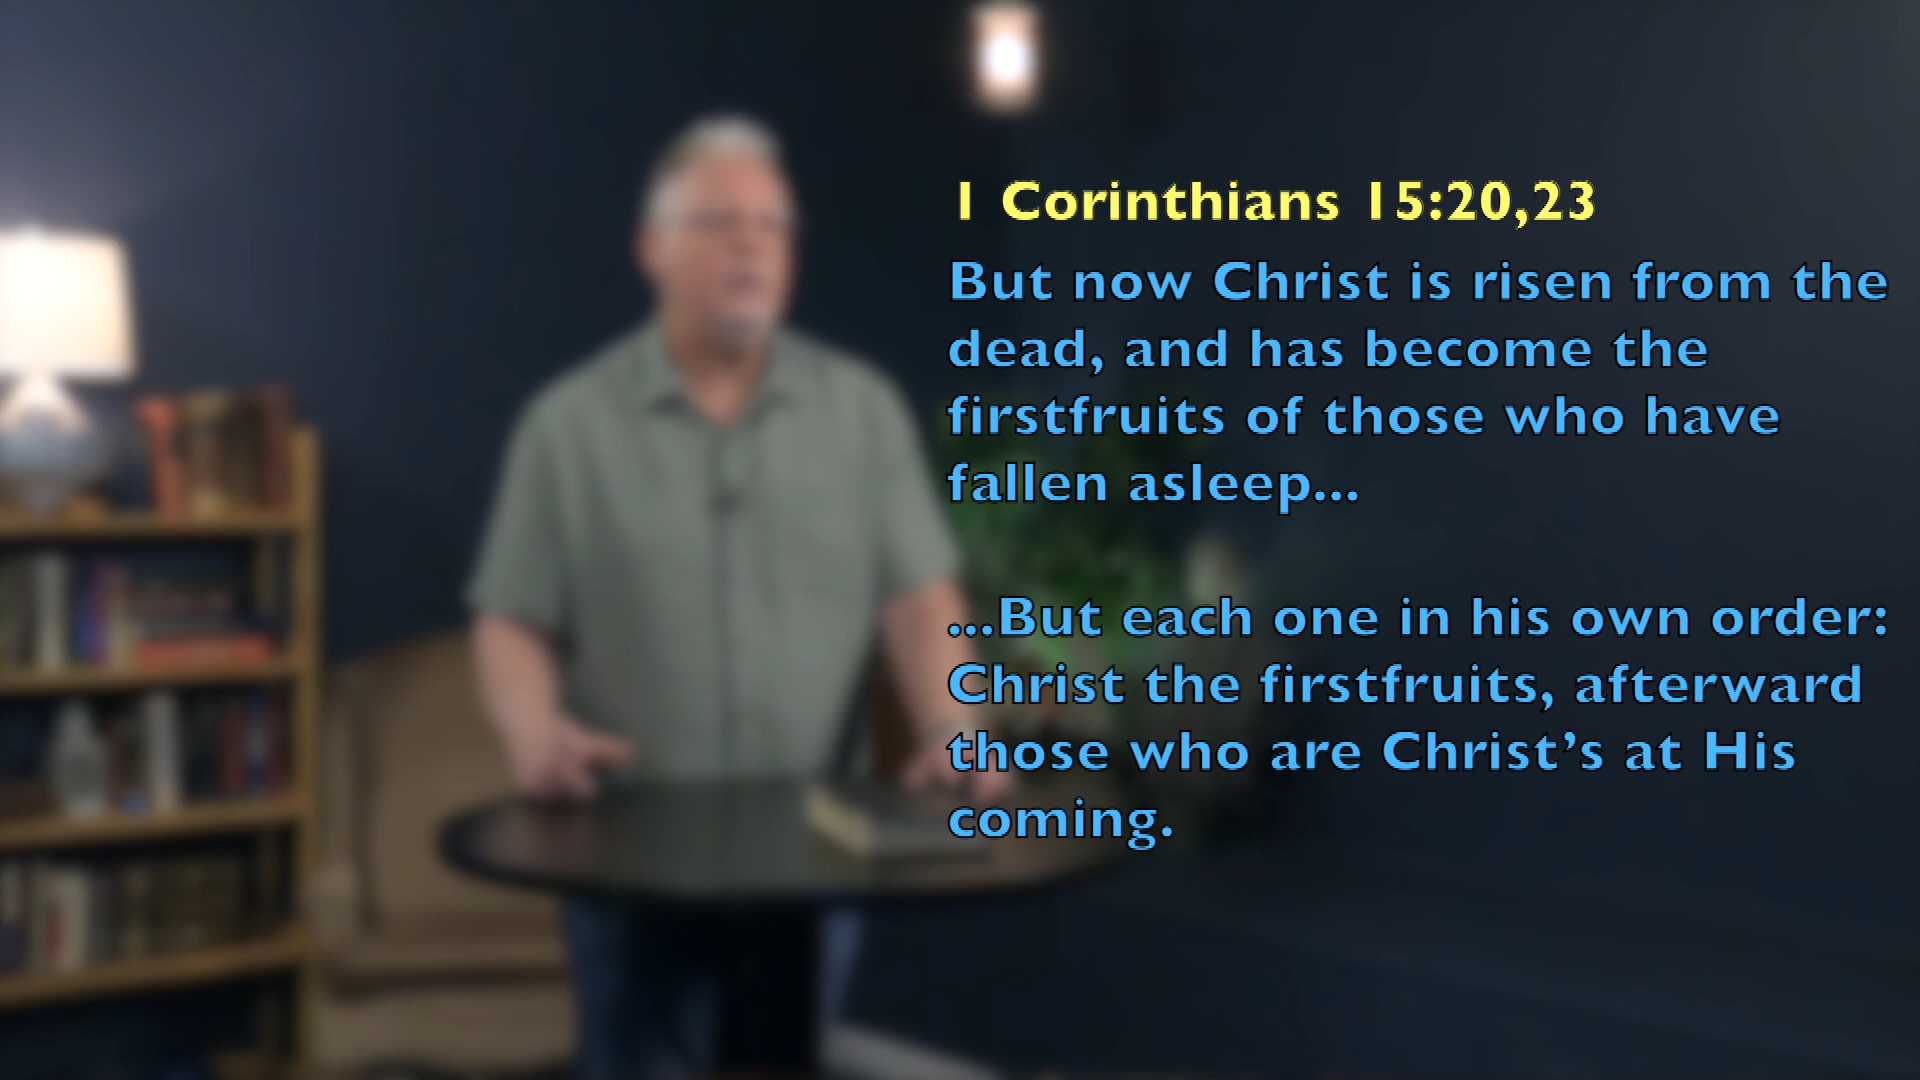 1 Corinthians 15:20,23
But now Christ is risen from the
dead, and has become the
firstfruits of those who have
fallen asleep...
...But each one in his own order:
Christ the firstfruits, afterward
those who are Christ’s at His
coming.